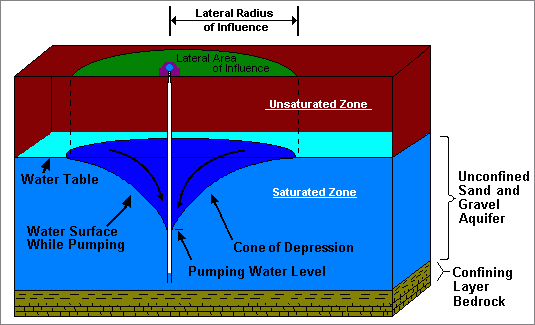 Lateral Radius
of Influence
Lateral Area
of Influence
Unsaturated Zone
Water Table
Saturated Zone
Unconfined
Sand and
Gravel
Aquifer
Water Surface
While Pumping
Cone of Depression
Pumping Water Level
Confining
Layer
Bedrock